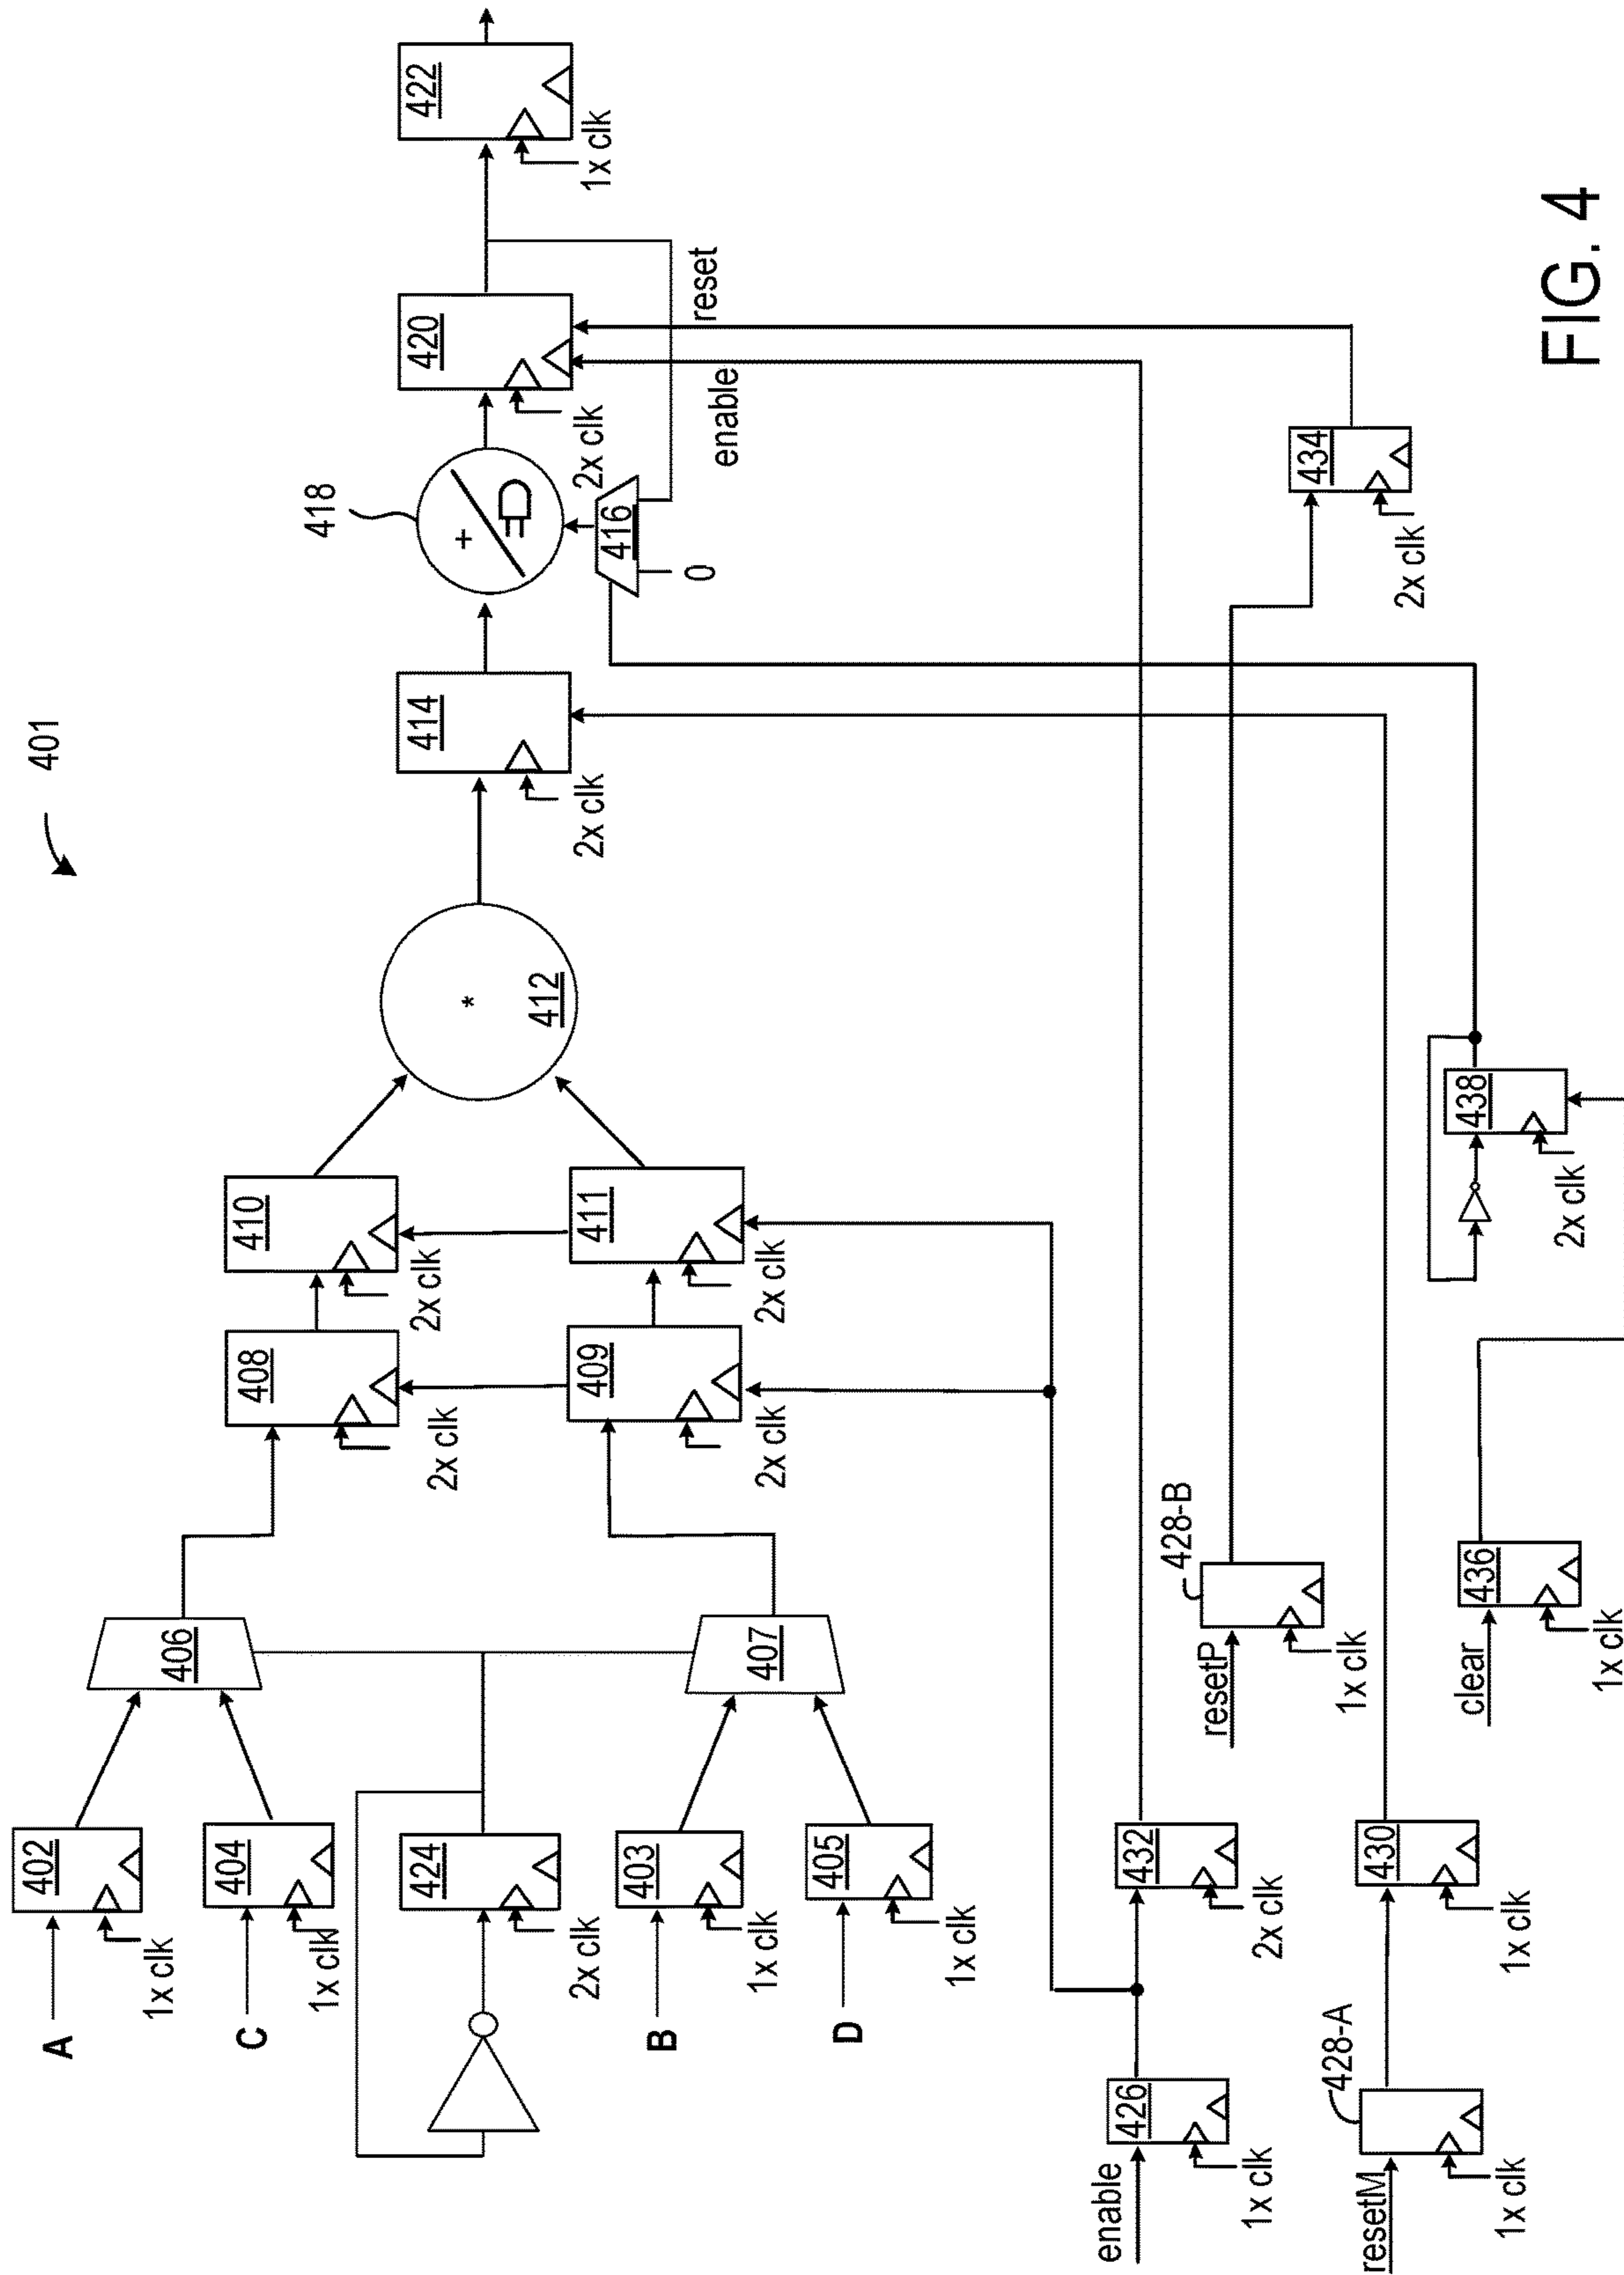 401
A
1x clk
402
C
1x clk
404
424
2x clk
B
1x clk
403
D
1x clk
405
406
407
408
2x clk
409
2x clk
410
2x clk
411
2x clk
*
412
414
2x clk
418
+
416
0
420
2x clk
enable
reset
422
1x clk
enable
426
1x clk
432
2x clk
resetM
428-A
1x clk
430
1x clk
resetP
428-B
1x clk
434
2x clk
clear
436
1x clk
438
2x clk
FIG. 4